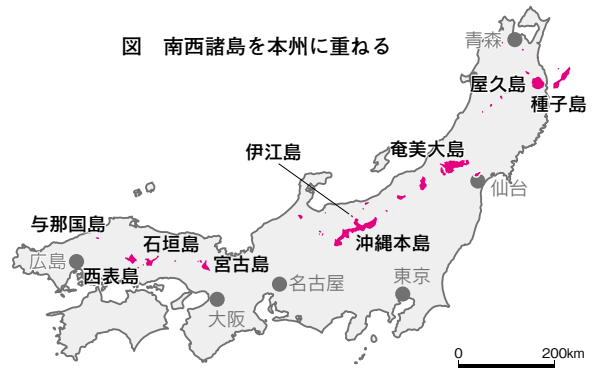 図　南西諸島を本州に重ねる
青森
屋久島
種子島
奄美大島
伊江島
仙台
与那国島
石垣島
宮古島
沖縄本島
広島
西表島
名古屋
東京
大阪
0
200km